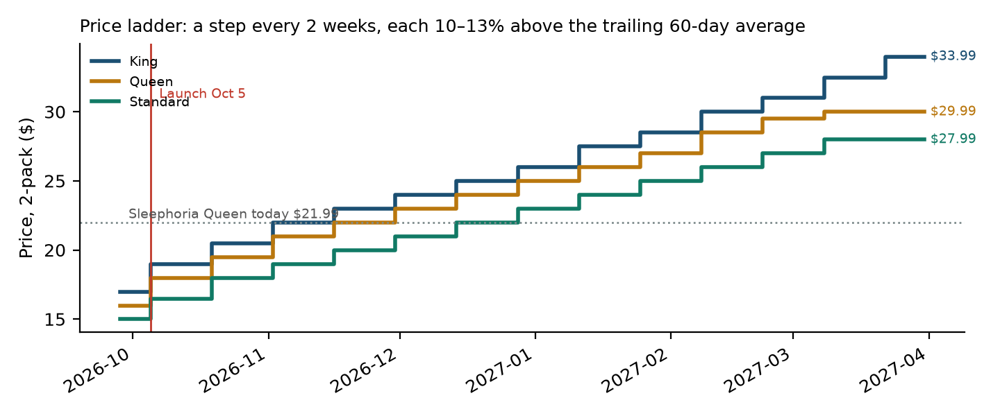 Price ladder: a step every 2 weeks, each 10–13% above the trailing 60-day average
King
Queen
Standard
Launch Oct 5
$33.99
$29.99
$27.99
Sleephoria Queen today $21.99
Price, 2-pack ($)
30
25
20
15
2026-10
2026-11
2026-12
2027-01
2027-02
2027-03
2027-04